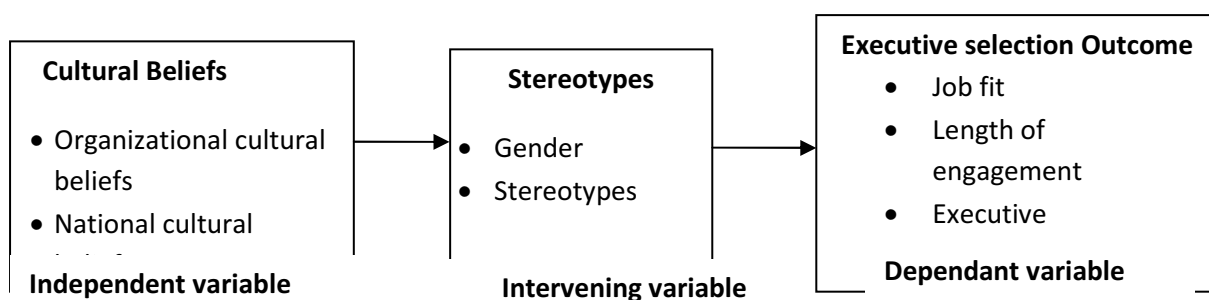 Cultural Beliefs
• Organizational cultural
beliefs
• National cultural
Independent variable
Stereotypes
• Gender
• Stereotypes
Intervening variable
Executive selection Outcome
• Job fit
• Length of
engagement
• Executive
Dependant variable